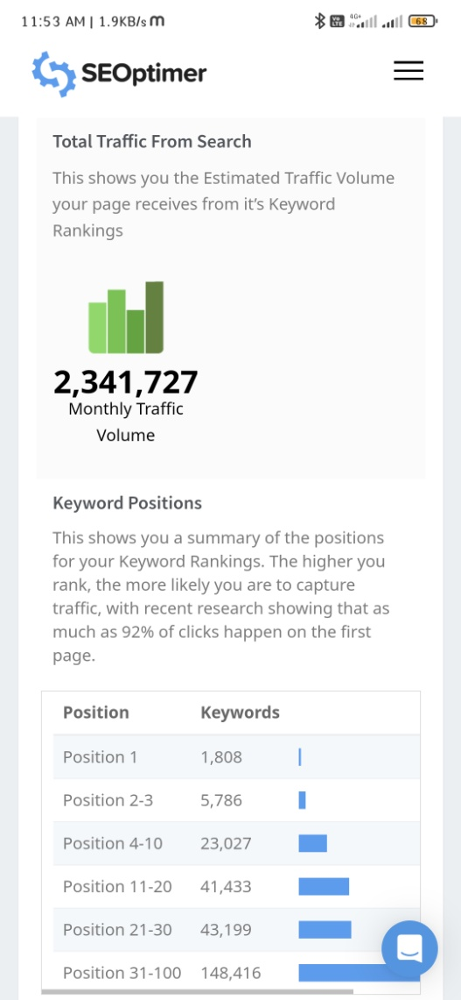 11:53 AM | 1.9KB/s m Vo LTE 4G+ 68
SEOptimer
Total Traffic From Search
This shows you the Estimated Traffic Volume
your page receives from it's Keyword
Rankings
2,341,727
Monthly Traffic
Volume
Keyword Positions
This shows you a summary of the positions
for your Keyword Rankings. The higher you
rank, the more likely you are to capture
traffic, with recent research showing that as
much as 92% of clicks happen on the first
page.
Position Keywords
Position 1 1,808
Position 2-3 5,786
Position 4-10 23,027
Position 11-20 41,433
Position 21-30 43,199
Position 31-100 148,416